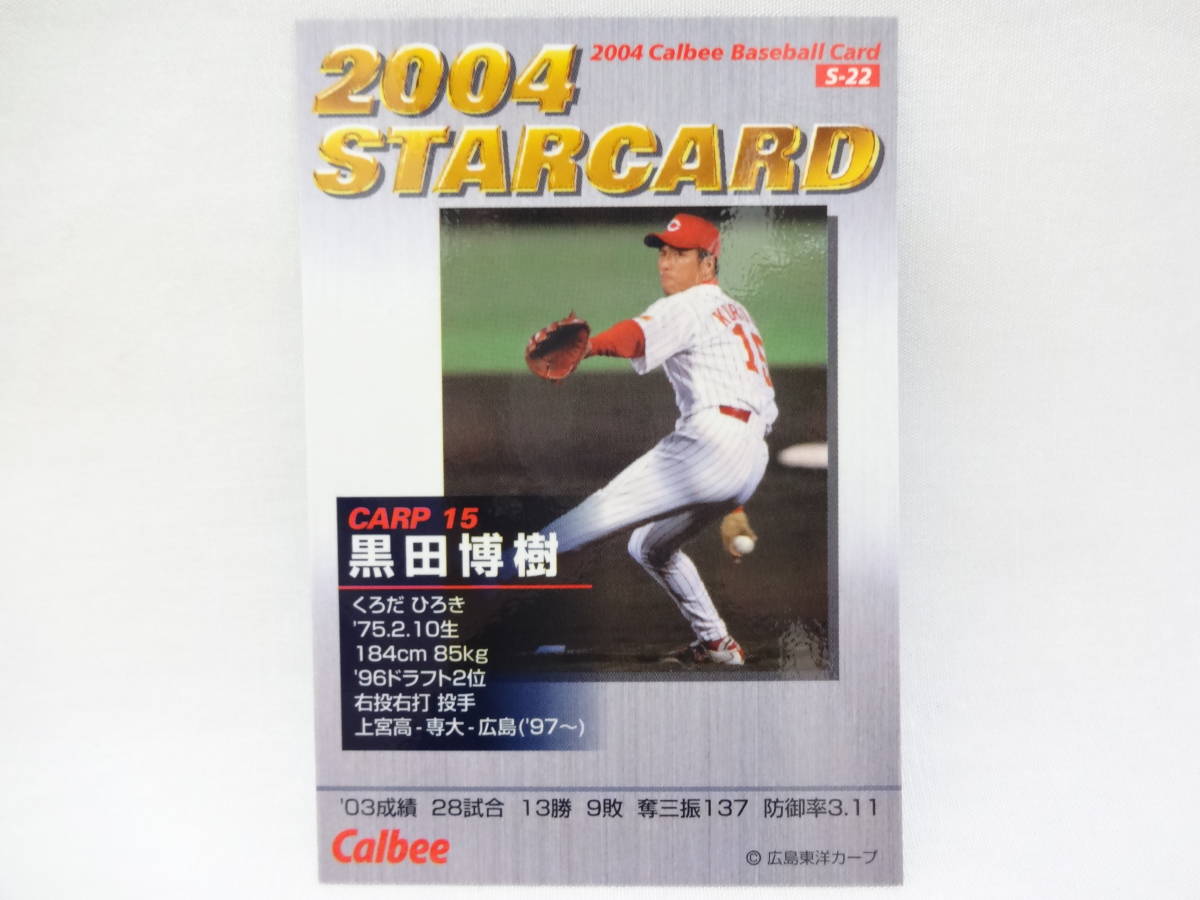 2004
2004 Calbee Baseball Card
S-22
STARCARD
15
CARP 15
黒田博樹
くろだ ひろき
'75.2.10生
184cm 85kg
'96ドラフト2位
右投右打 投手
上宮高-専大-広島('97〜)
'03成績 28試合 13勝 9敗 奪三振137 防御率3.11
Calbee
© 広島東洋カープ